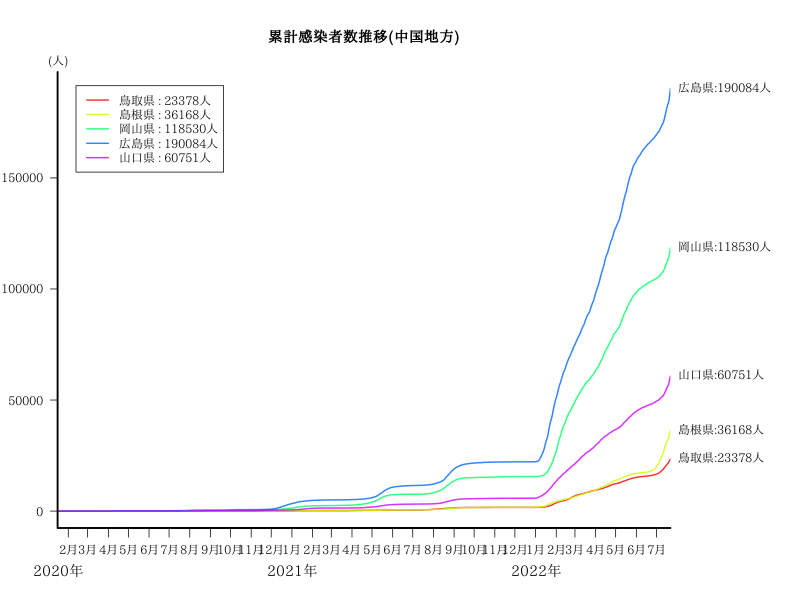 累計感染者数推移(中国地方)
(人)
鳥取県 : 23378人
島根県 : 36168人
岡山県 : 118530人
広島県 : 190084人
山口県 : 60751人
広島県:190084人
岡山県:118530人
山口県:60751人
島根県:36168人
鳥取県:23378人
150000
100000
50000
0
2月3月 4月 5月 6月 7月 8月 9月10月11月12月1月 2月3月 4月 5月 6月 7月 8月 9月10月11月12月1月 2月3月 4月 5月 6月 7月
2020年 2021年 2022年